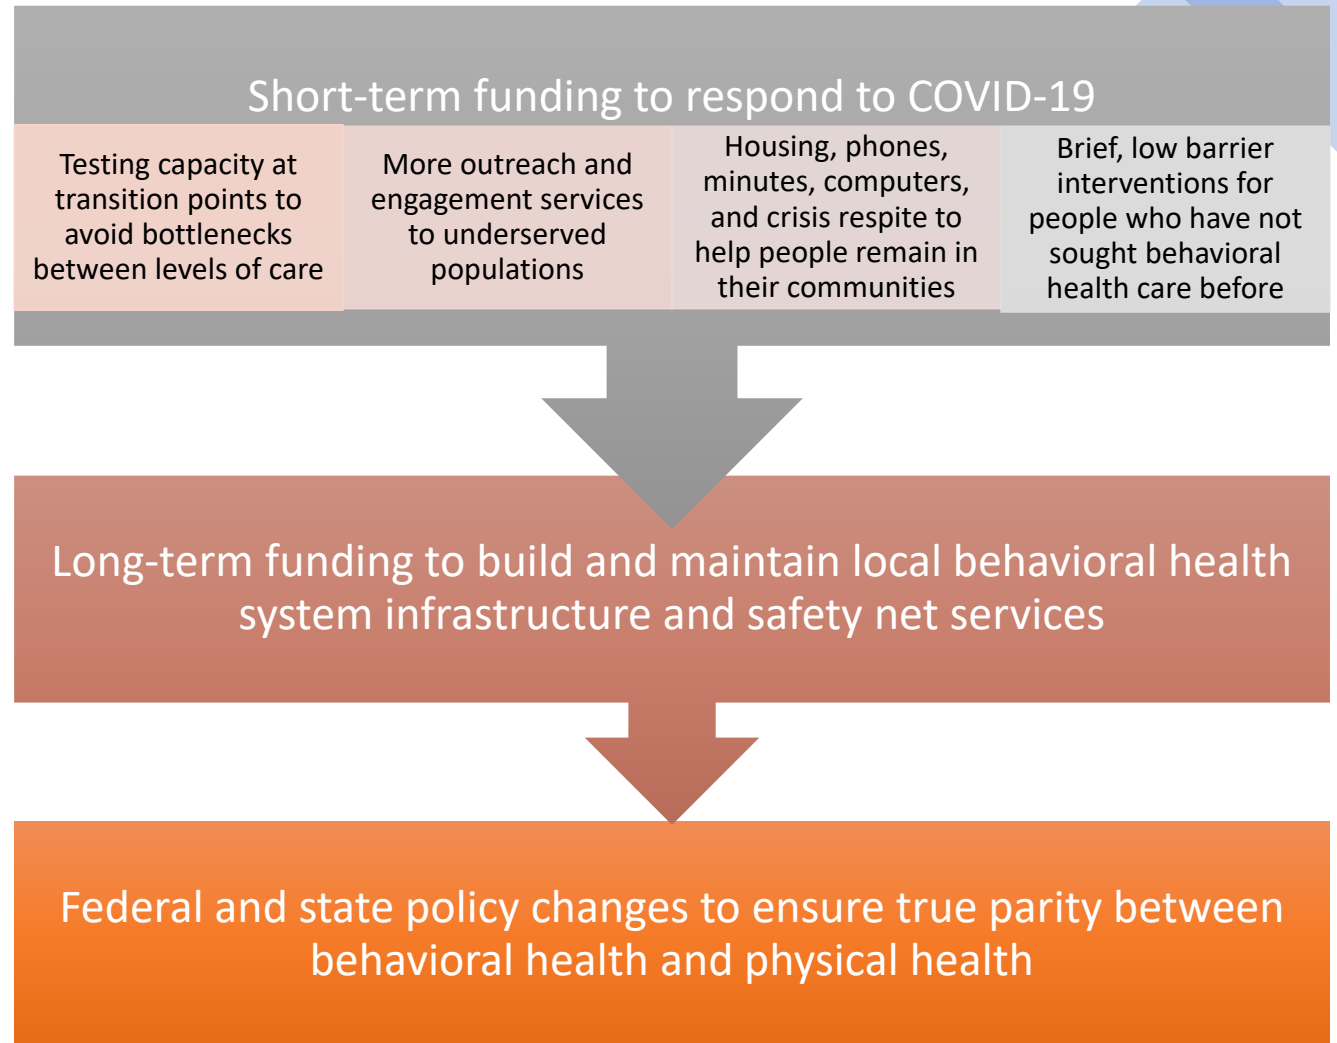 Short-term funding to respond to COVID-19
Testing capacity at
transition points to
avoid bottlenecks
between levels of care
More outreach and
engagement services
to underserved
populations
Housing, phones,
minutes, computers,
and crisis respite to
help people remain in
their communities
Brief, low barrier
interventions for
people who have not
sought behavioral
health care before
Long-term funding to build and maintain local behavioral health
system infrastructure and safety net services
Federal and state policy changes to ensure true parity between
behavioral health and physical health